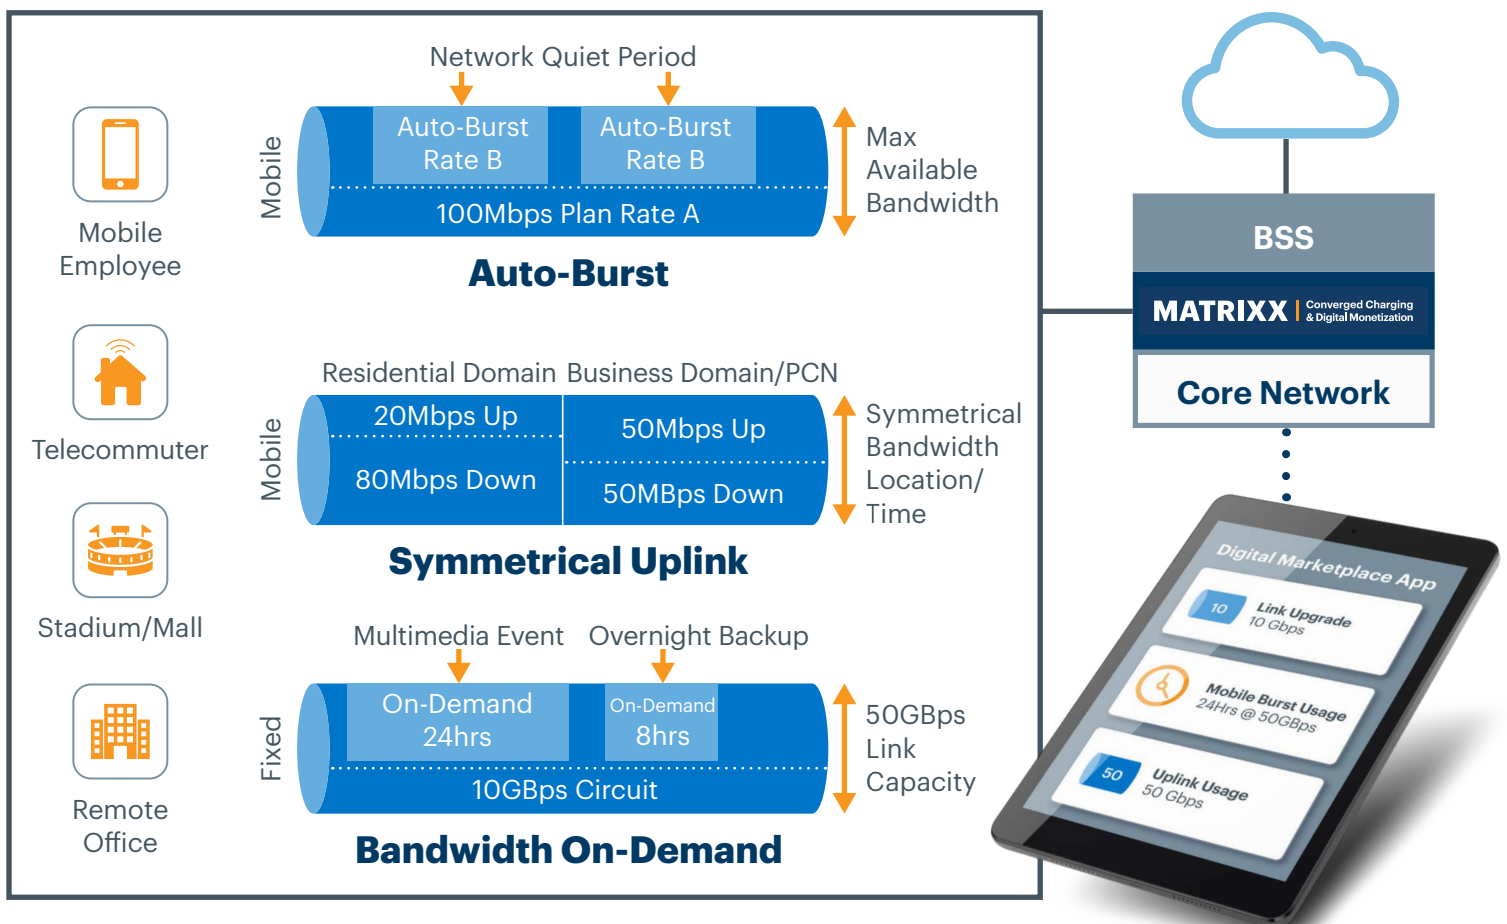 Network Quiet Period
Mobile
Auto-Burst
Rate B
Auto-Burst
Rate B
100Mbps Plan Rate A
Max
Available
Bandwidth
Auto-Burst
Mobile
Employee
Residential Domain
Business Domain/PCN
Mobile
20Mbps Up
80Mbps Down
50Mbps Up
50MBps Down
Symmetrical
Bandwidth
Location/
Time
Symmetrical Uplink
Telecommuter
Stadium/Mall
Multimedia Event
Overnight Backup
Fixed
On-Demand
24hrs
On-Demand
8hrs
10GBps Circuit
50GBps
Link
Capacity
Bandwidth On-Demand
Remote
Office
BSS
MATRIXX
Converged Charging
& Digital Monetization
Core Network
Digital Marketplace App
10
Link Upgrade
10 Gbps
Mobile Burst Usage
24Hrs @ 50GBps
50
Uplink Usage
50 Gbps